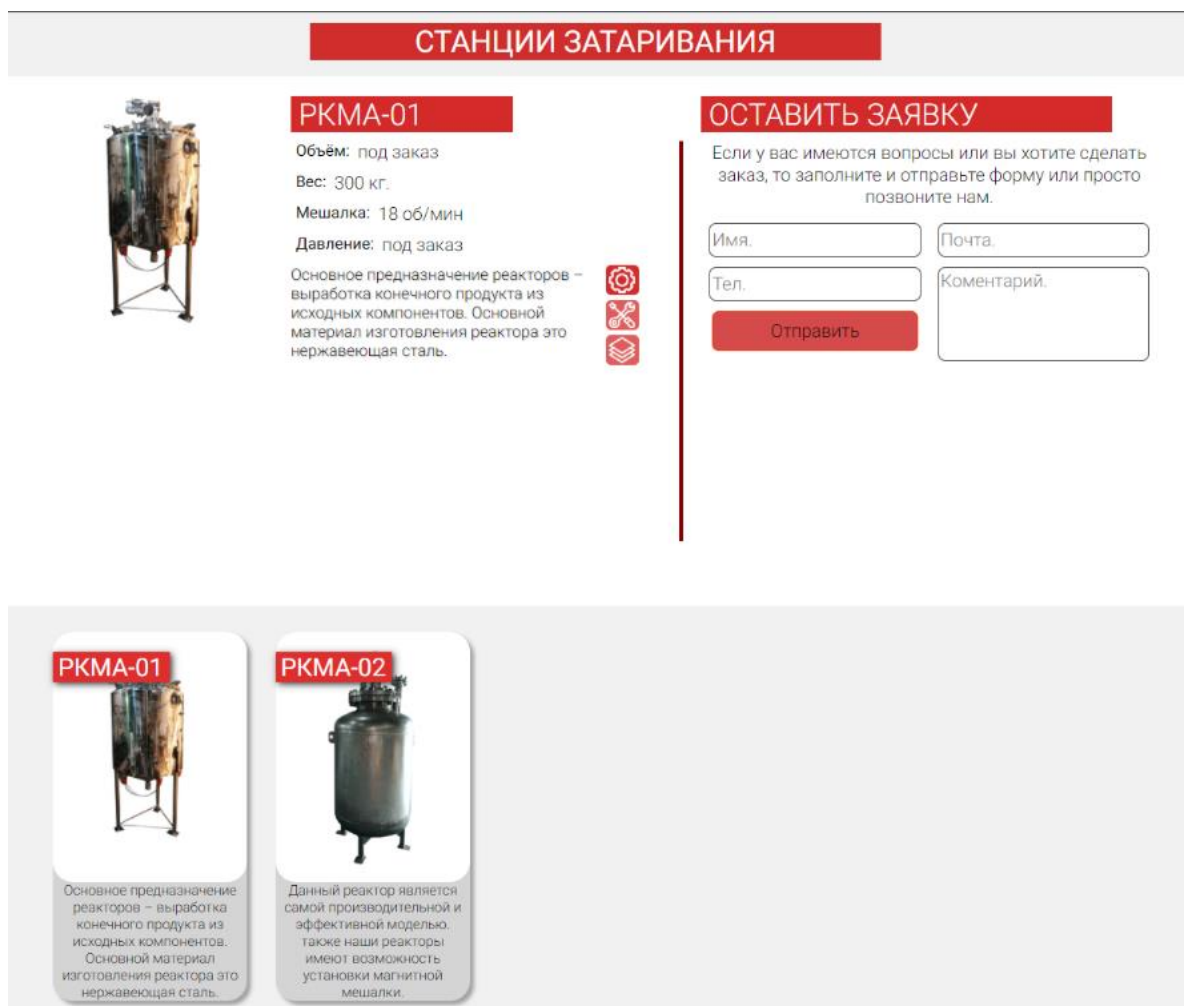 СТАНЦИИ ЗАТАРИВАНИЯ
РКМА-01
Объём: под заказ
Вес: 300 кг.
Мешалка: 18 об/мин
Давление: под заказ
Основное предназначение реакторов –
выработка конечного продукта из
исходных компонентов. Основной
материал изготовления реактора это
нержавеющая сталь.
ОСТАВИТЬ ЗАЯВКУ
Если у вас имеются вопросы или вы хотите сделать
заказ, то заполните и отправьте форму или просто
позвоните нам.
Имя.
Почта.
Тел.
Коментарий.
Отправить
РКМА-01
Основное предназначение
реакторов – выработка
конечного продукта из
исходных компонентов.
Основной материал
изготовления реактора это
нержавеющая сталь.
РКМА-02
Данный реактор является
самой производительной и
эффективной моделью.
также наши реакторы
имеют возможность
установки магнитной
мешалки.